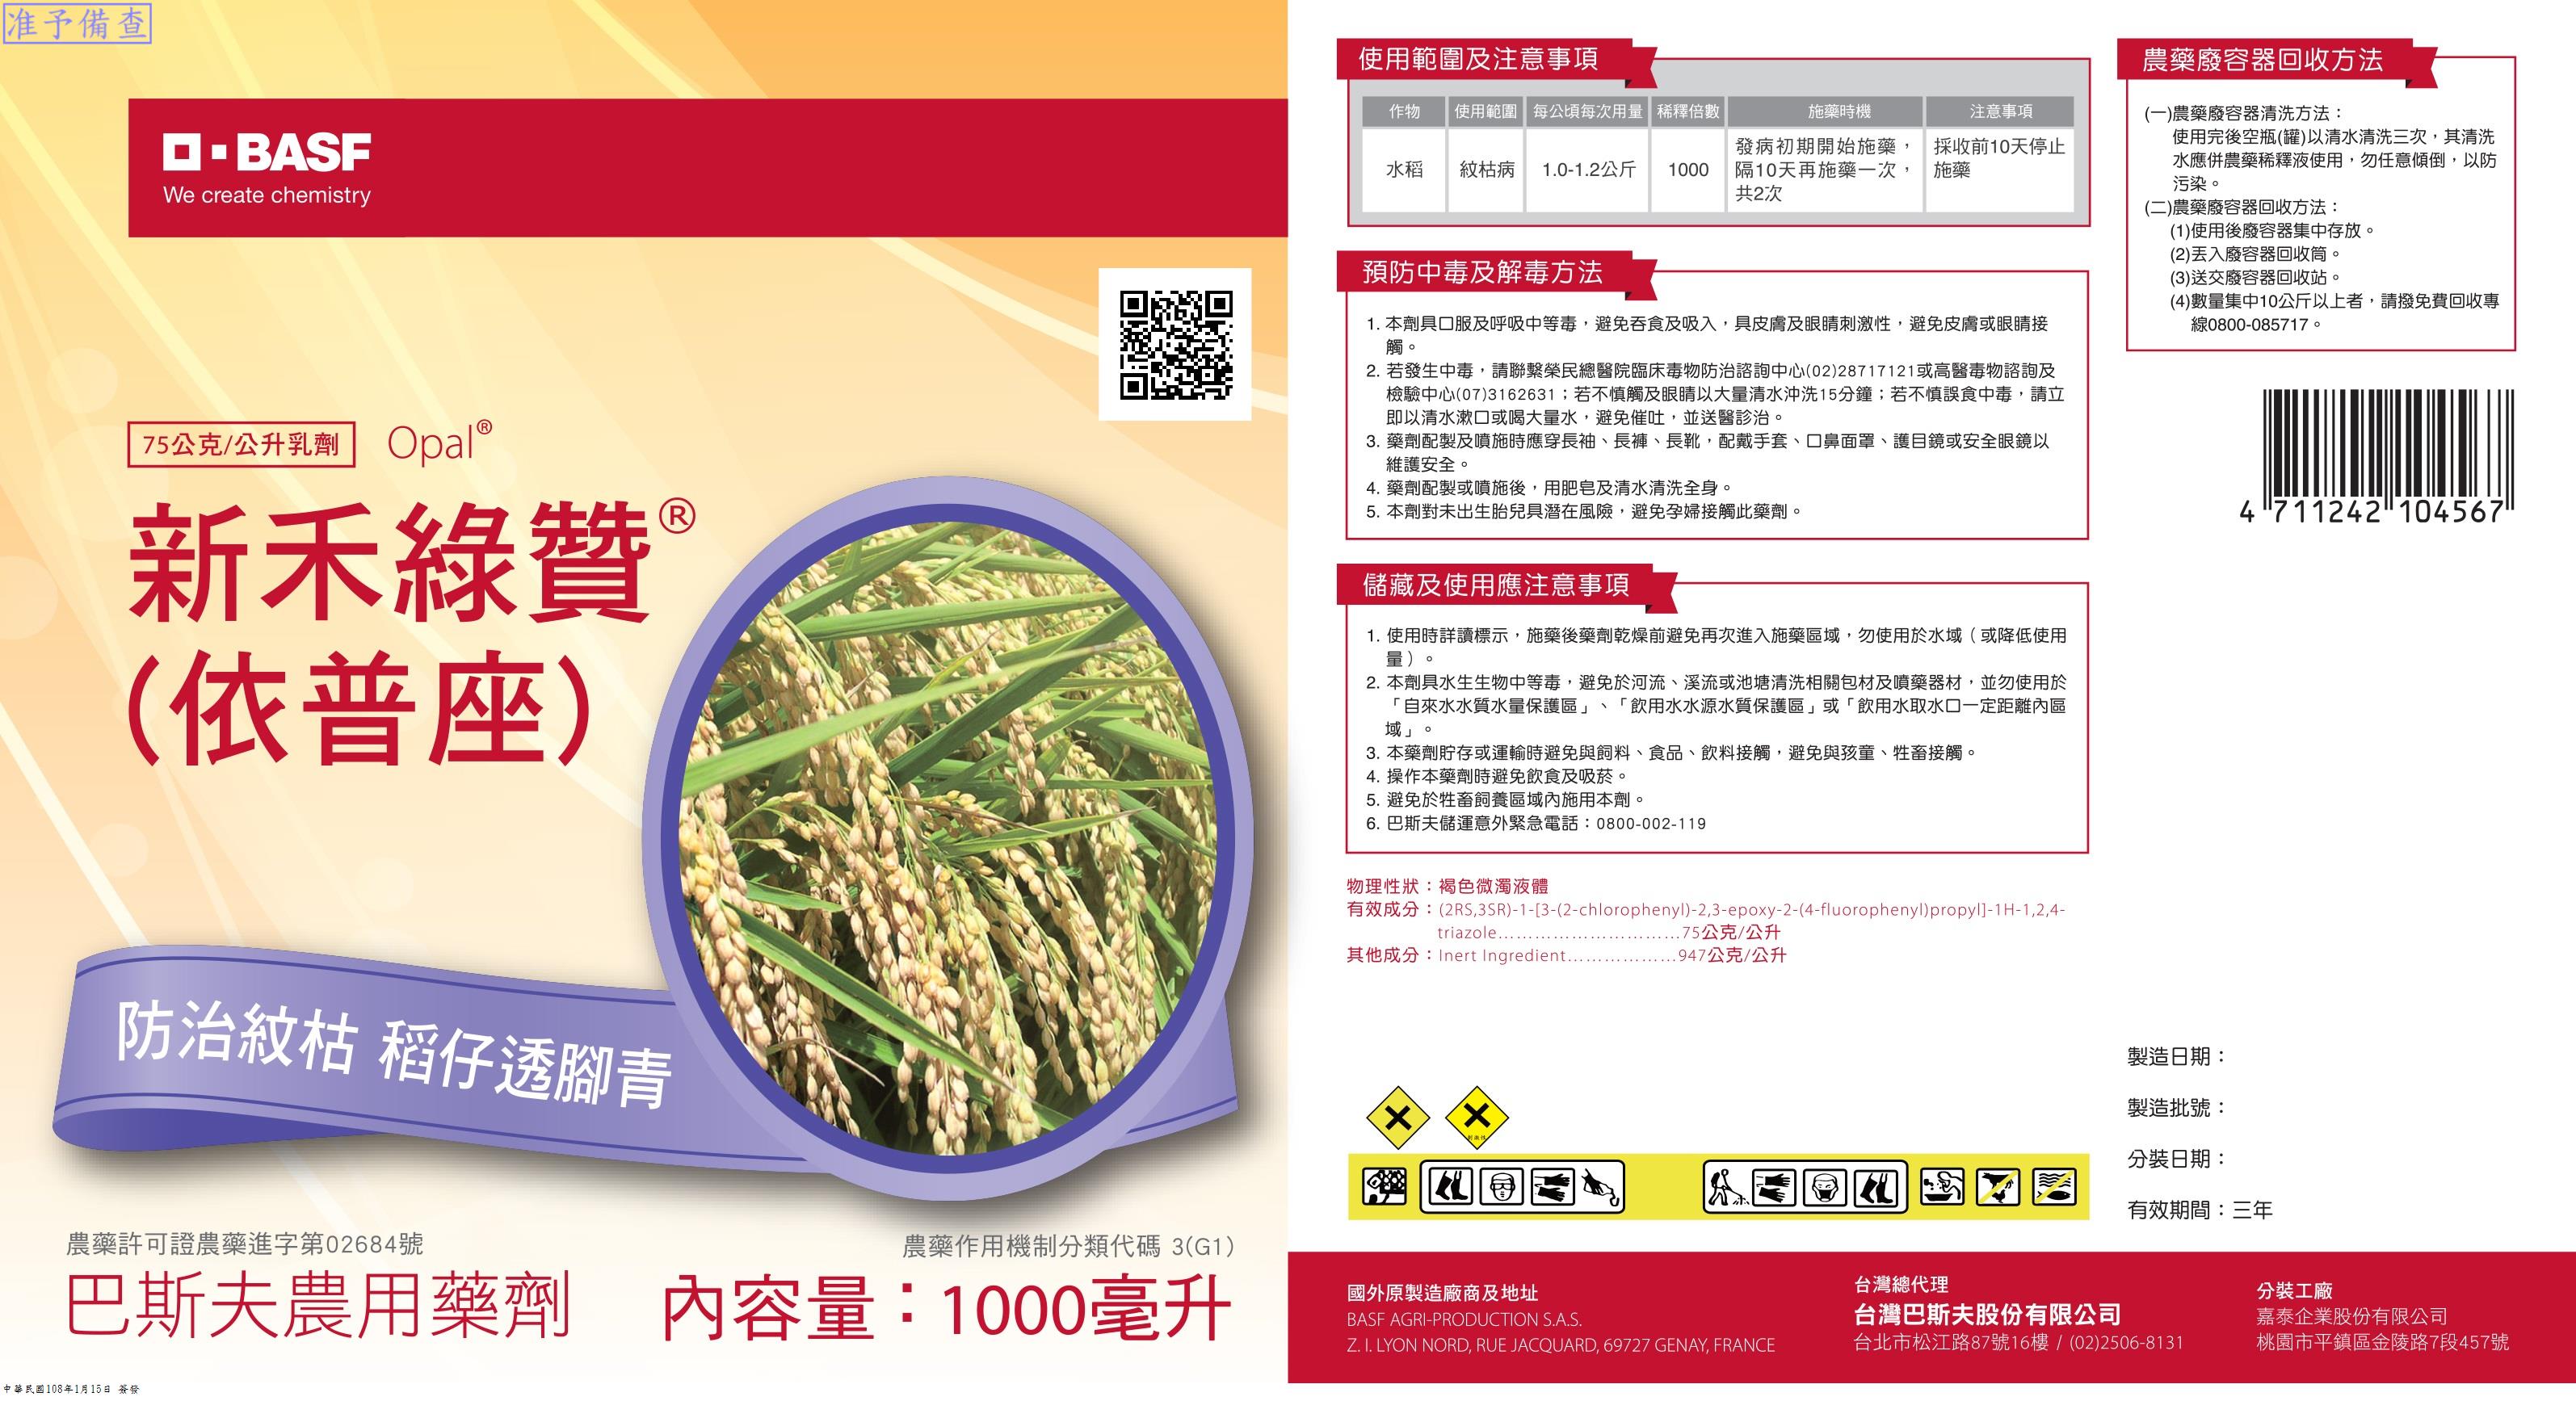 准予備查
BASF
We create chemistry
75公克/公升乳劑
Opal®
新禾綠贊®
(依普座)
防治紋枯 稻仔透腳青
農藥許可證農藥進字第02684號
農藥作用機制分類代碼 3(G1)
巴斯夫農用藥劑
內容量：1000毫升
中華民國108年1月15日 簽發
使用範圍及注意事項
作物 使用範圍 每公頃每次用量 稀釋倍數 施藥時機 注意事項
水稻 紋枯病 1.0-1.2公斤 1000
發病初期開始施藥，
隔10天再施藥一次，
共2次
採收前10天停止
施藥
預防中毒及解毒方法
1. 本劑具口服及呼吸中等毒，避免吞食及吸入，具皮膚及眼睛刺激性，避免皮膚或眼睛接
觸。
2. 若發生中毒，請聯繫榮民總醫院臨床毒物防治諮詢中心(02)28717121或高醫毒物諮詢及
檢驗中心(07)3162631；若不慎觸及眼睛以大量清水沖洗15分鐘；若不慎誤食中毒，請立
即以清水漱口或喝大量水，避免催吐，並送醫診治。
3. 藥劑配製及噴施時應穿長袖、長褲、長靴，配戴手套、口鼻面罩、護目鏡或安全眼鏡以
維護安全。
4. 藥劑配製或噴施後，用肥皂及清水清洗全身。
5. 本劑對未出生胎兒具潛在風險，避免孕婦接觸此藥劑。
儲藏及使用應注意事項
1. 使用時詳讀標示，施藥後藥劑乾燥前避免再次進入施藥區域，勿使用於水域（或降低使用
量）。
2. 本劑具水生生物中等毒，避免於河流、溪流或池塘清洗相關包材及噴藥器材，並勿使用於
「自來水水質水量保護區」、「飲用水水源水質保護區」或「飲用水取水口一定距離內區
域」。
3. 本藥劑貯存或運輸時避免與飼料、食品、飲料接觸，避免與孩童、牲畜接觸。
4. 操作本藥劑時避免飲食及吸菸。
5. 避免於牲畜飼養區域內施用本劑。
6. 巴斯夫儲運意外緊急電話：0800-002-119
物理性狀：褐色微濁液體
有效成分：(2RS,3SR)-1-[3-(2-chlorophenyl)-2,3-epoxy-2-(4-fluorophenyl)propyl]-1H-1,2,4-
triazole..............................75公克/公升
其他成分：Inert Ingredient..................947公克/公升
刺激性
農藥廢容器回收方法
(一)農藥廢容器清洗方法：
使用完後空瓶(罐)以清水清洗三次，其清洗
水應併農藥稀釋液使用，勿任意傾倒，以防
污染。
(二)農藥廢容器回收方法：
(1)使用後廢容器集中存放。
(2)丟入廢容器回收筒。
(3)送交廢容器回收站。
(4)數量集中10公斤以上者，請撥免費回收專
線0800-085717。
4 711242 104567
製造日期：
製造批號：
分裝日期：
有效期間：三年
國外原製造廠商及地址
BASF AGRI-PRODUCTION S.A.S.
Z. I. LYON NORD, RUE JACQUARD, 69727 GENAY, FRANCE
台灣總代理
台灣巴斯夫股份有限公司
台北市松江路87號16樓 / (02)2506-8131
分裝工廠
嘉泰企業股份有限公司
桃園市平鎮區金陵路7段457號